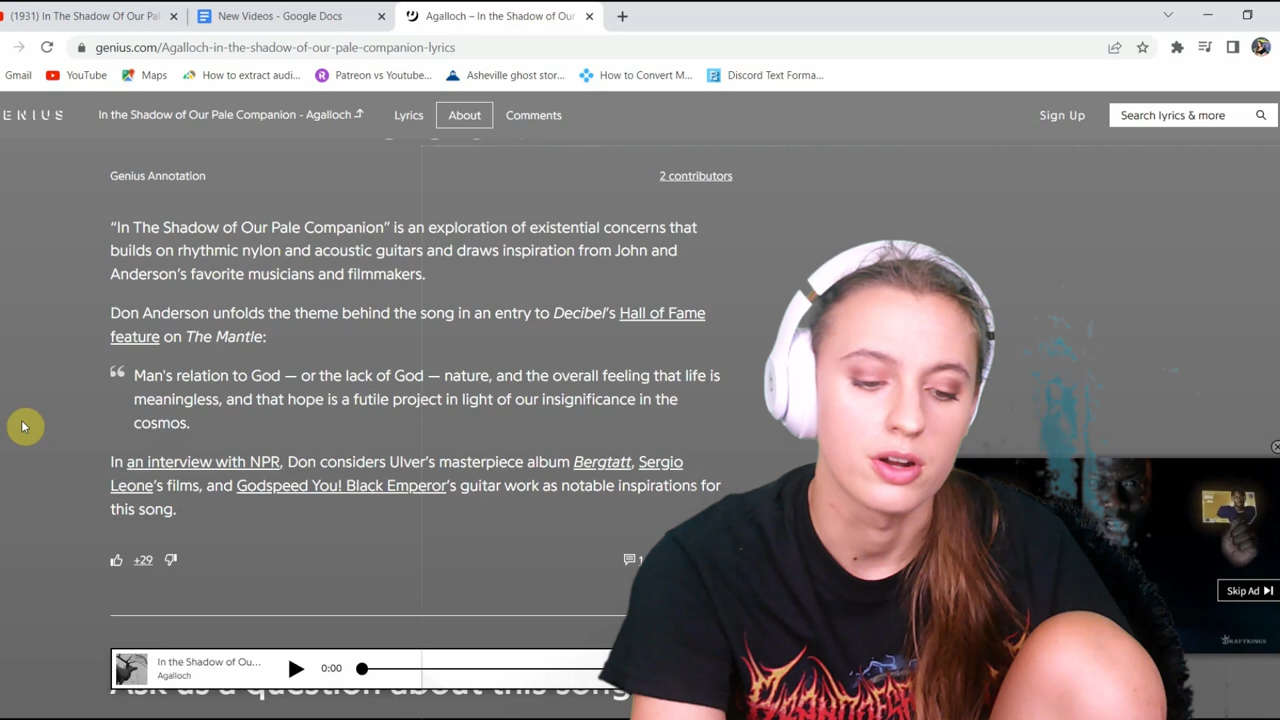 (1931) In The Shadow Of Our Pal
New Videos - Google Docs
Agalloch – In the Shadow of Our
genius.com/Agalloch-in-the-shadow-of-our-pale-companion-lyrics
Gmail
YouTube
Maps
How to extract audi...
Patreon vs Youtube...
Asheville ghost stor...
How to Convert M...
Discord Text Forma...
ENIUS
In the Shadow of Our Pale Companion - Agalloch
Lyrics
About
Comments
Sign Up
Search lyrics & more
Genius Annotation
2 contributors
“In The Shadow of Our Pale Companion” is an exploration of existential concerns that
builds on rhythmic nylon and acoustic guitars and draws inspiration from John and
Anderson’s favorite musicians and filmmakers.
Don Anderson unfolds the theme behind the song in an entry to Decibel’s Hall of Fame
feature on The Mantle:
Man's relation to God — or the lack of God — nature, and the overall feeling that life is
meaningless, and that hope is a futile project in light of our insignificance in the
cosmos.
In an interview with NPR, Don considers Ulver’s masterpiece album Bergtatt, Sergio
Leone’s films, and Godspeed You! Black Emperor’s guitar work as notable inspirations for
this song.
+29
1
Skip Ad
DRAFTKINGS
In the Shadow of Ou...
Agalloch
0:00
Ask us a question about this song